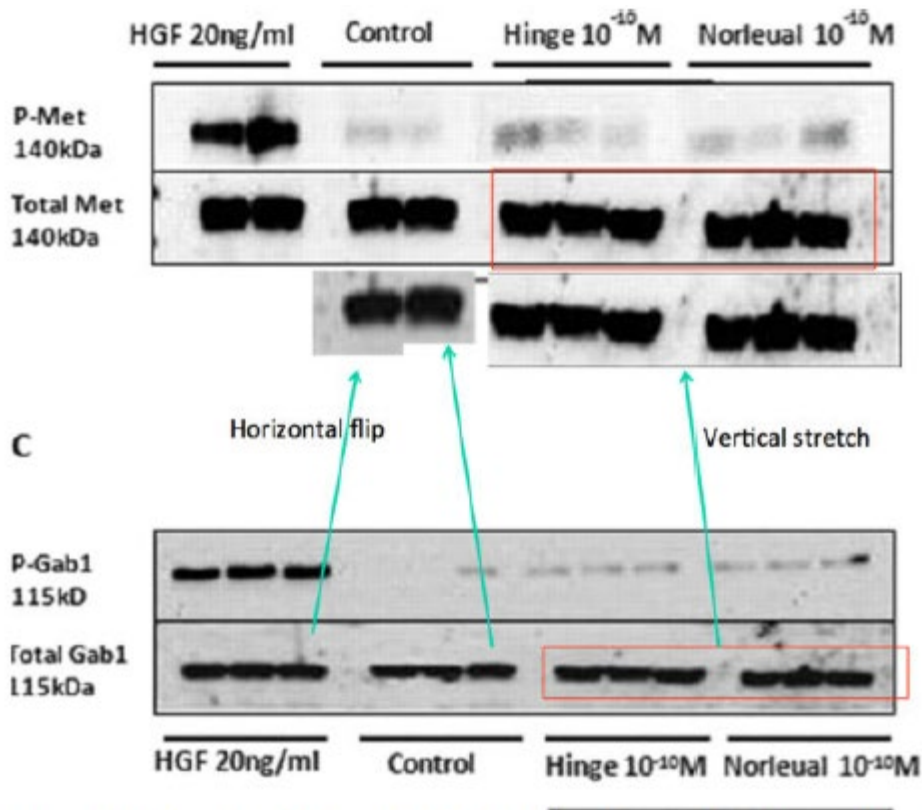 HGF 20ng/ml Control Hinge 10⁻¹⁰M Norleual 10⁻¹⁰M
P-Met
140kDa
Total Met
140kDa
Horizontal flip
Vertical stretch
C
P-Gab1
115kD
Total Gab1
115kDa
HGF 20ng/ml Control Hinge 10⁻¹⁰M Norleual 10⁻¹⁰M